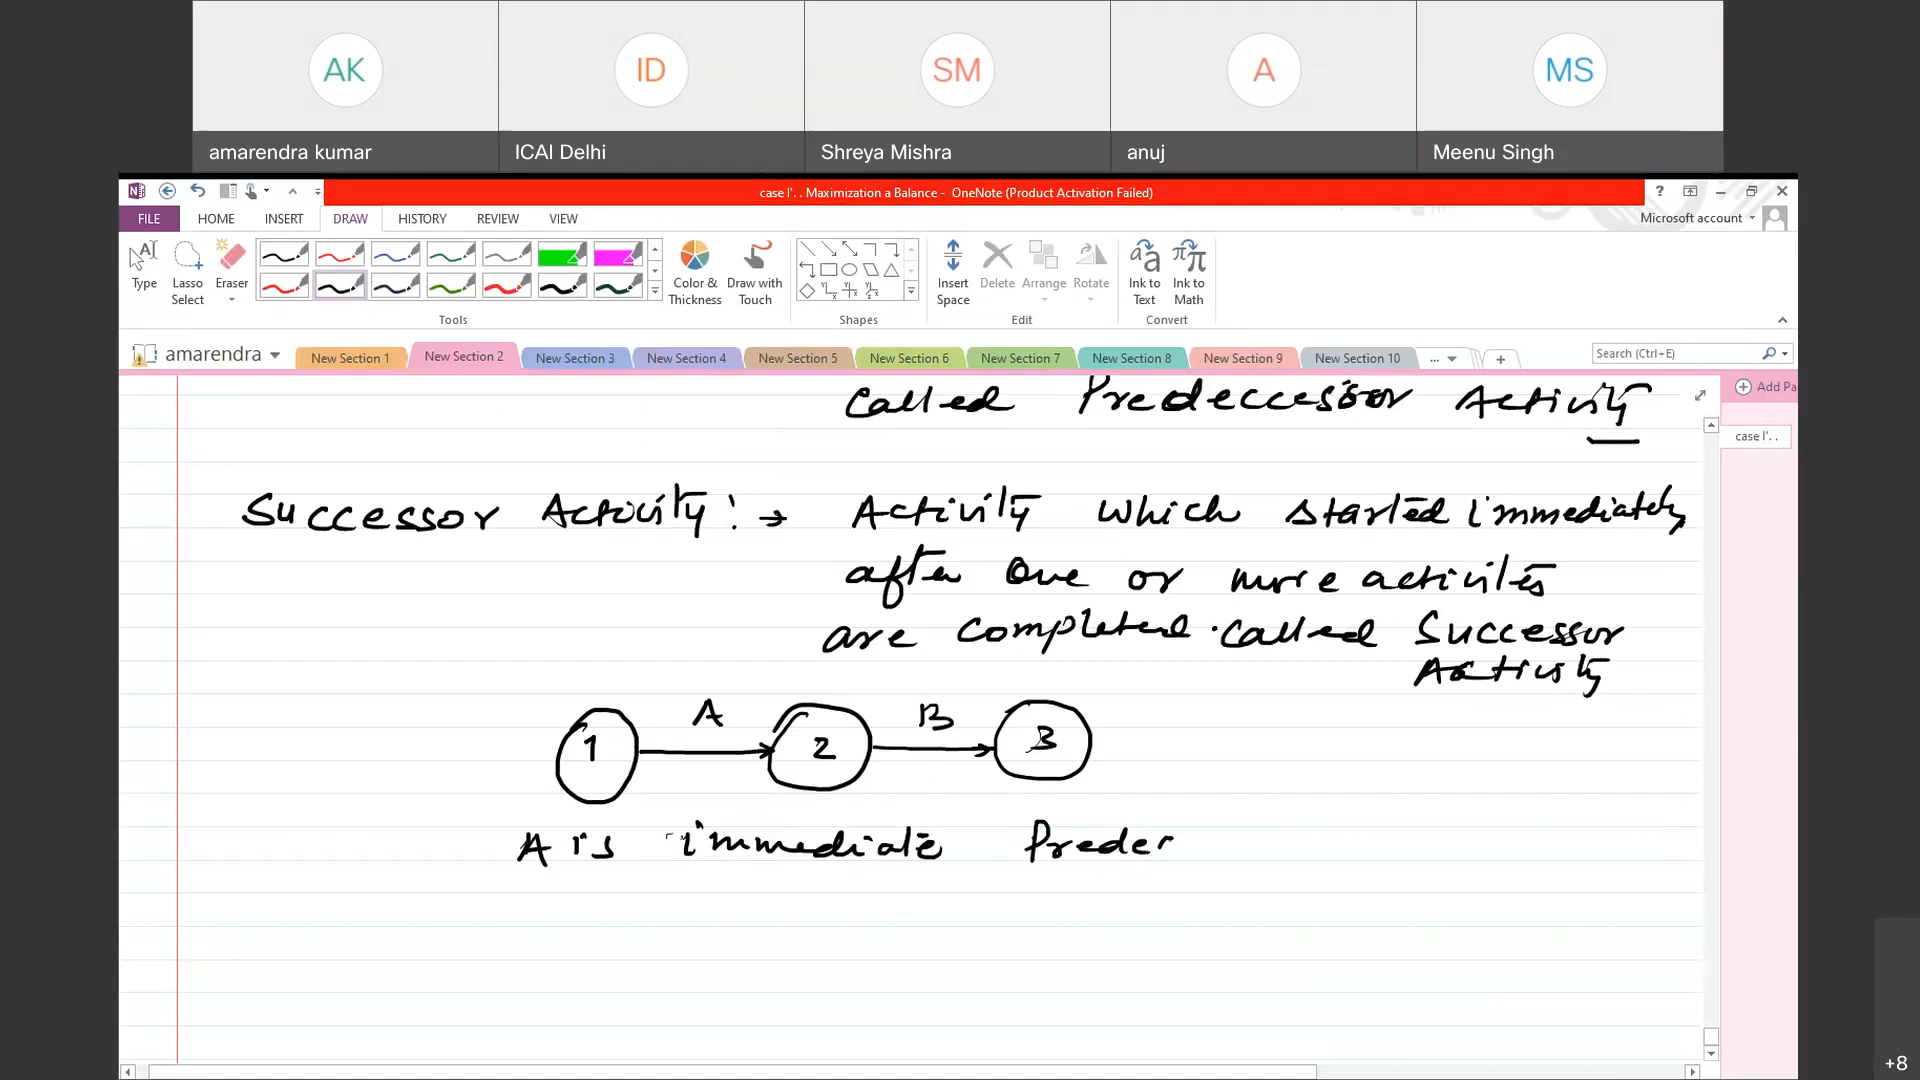 AK
ID
SM
A
MS
amarendra kumar
ICAI Delhi
Shreya Mishra
anuj
Meenu Singh
case I'. . Maximization a Balance - OneNote (Product Activation Failed)
?
FILE HOME INSERT DRAW HISTORY REVIEW VIEW
Microsoft account
Type
Lasso Select
Eraser
Color & Thickness
Draw with Touch
Insert Space
Delete
Arrange
Rotate
Ink to Text
Ink to Math
Tools
Shapes
Edit
Convert
amarendra
New Section 1
New Section 2
New Section 3
New Section 4
New Section 5
New Section 6
New Section 7
New Section 8
New Section 9
New Section 10
...
Search (Ctrl+E)
Add Pa
case I'. .
called Predeccessor Activity
Successor Activity :→ Activity which started immediately
after one or more activites
are completed. called Successor
Activity
1 A 2 B 3
A is immediate Preder
+8